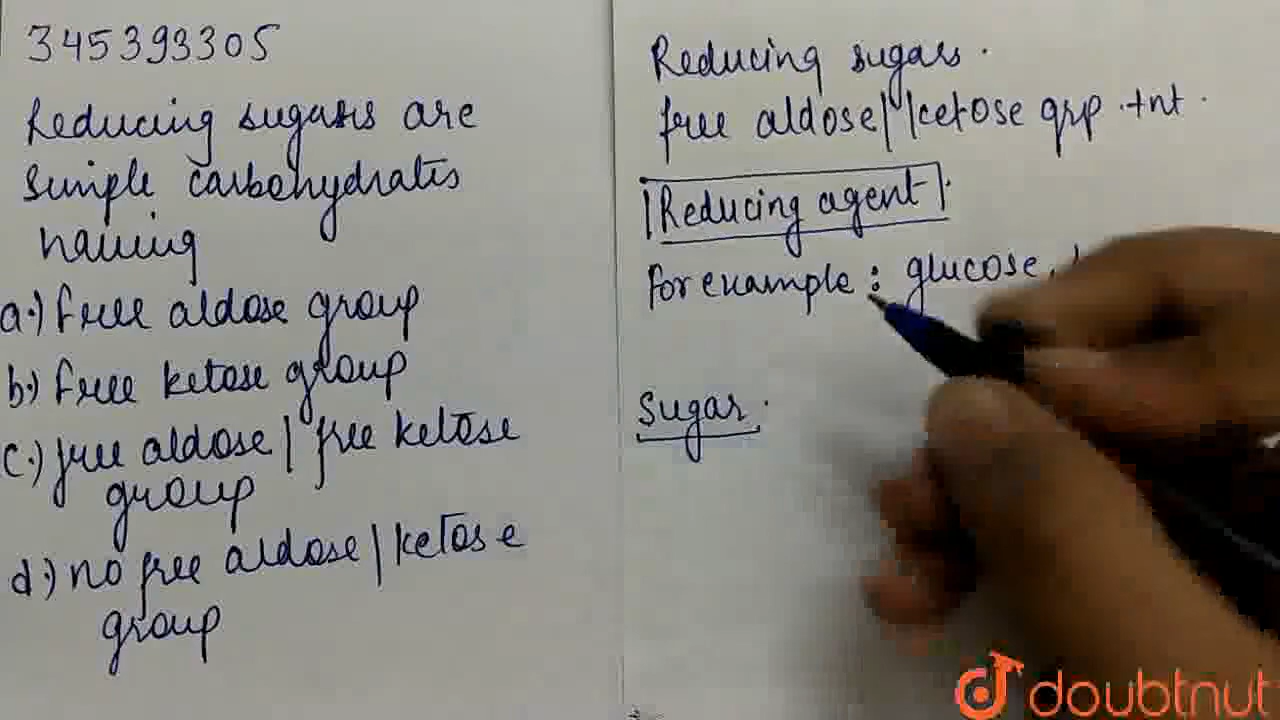 345393305
Reducing sugars are
simple carbohydrates
having
a.) free aldose group
b.) free ketose group
c.) free aldose | free ketose
group
d.) no free aldose | ketose
group
Reducing sugars.
free aldose | ketose grp.
Reducing agent
For example : glucose,
Sugar.
doubtnut